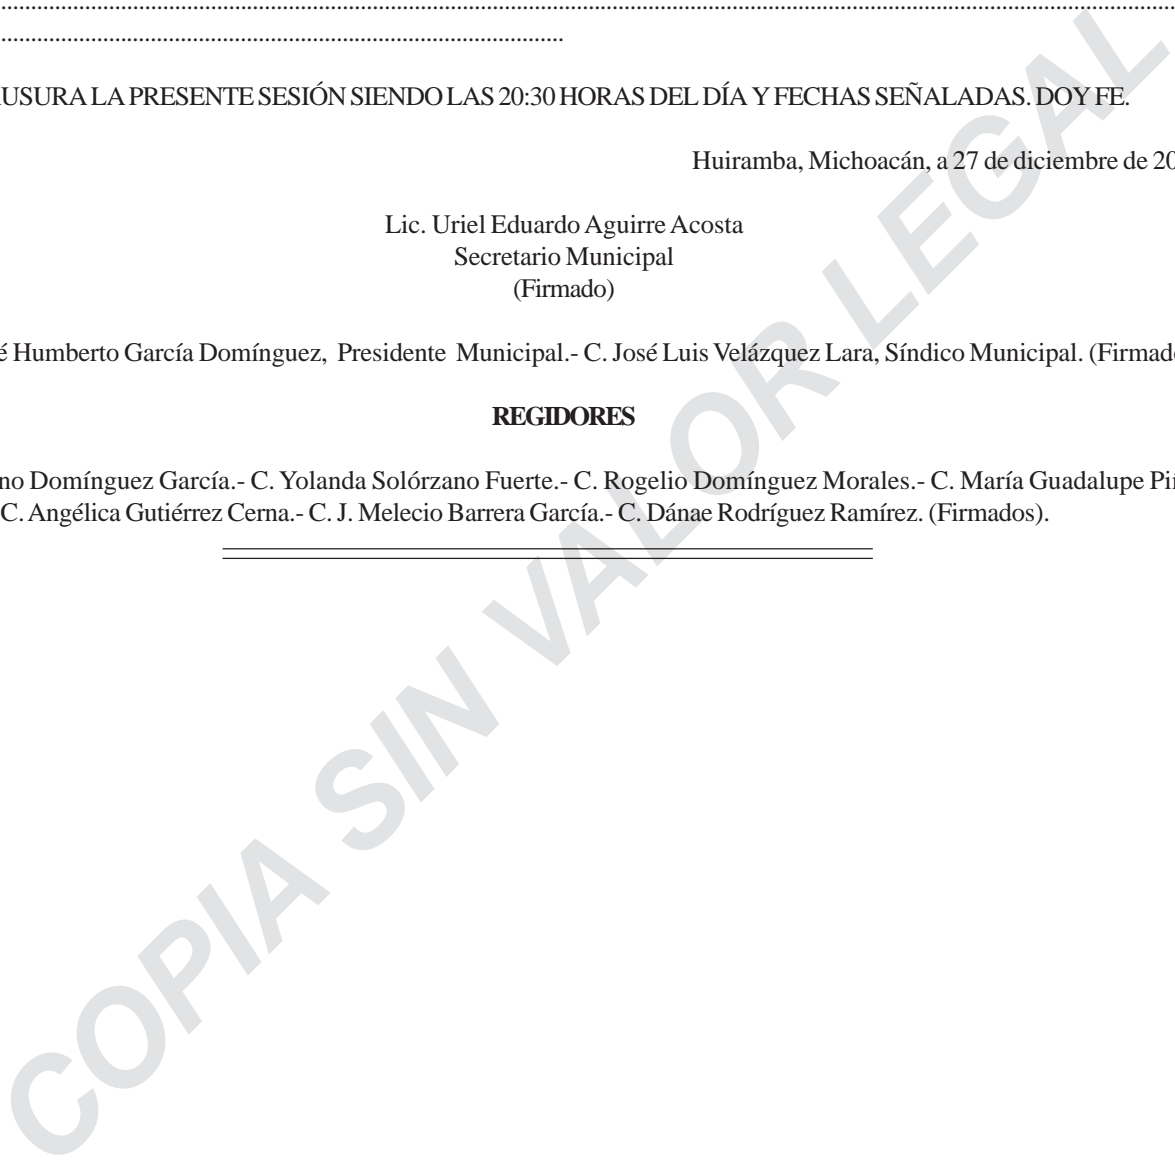 ........................................................................................................................................................................................................
..............................................................................................
USURA LA PRESENTE SESIÓN SIENDO LAS 20:30 HORAS DEL DÍA Y FECHAS SEÑALADAS. DOY FE.
Huiramba, Michoacán, a 27 de diciembre de 20
Lic. Uriel Eduardo Aguirre Acosta
Secretario Municipal
(Firmado)
é Humberto García Domínguez, Presidente Municipal.- C. José Luis Velázquez Lara, Síndico Municipal. (Firmad
REGIDORES
no Domínguez García.- C. Yolanda Solórzano Fuerte.- C. Rogelio Domínguez Morales.- C. María Guadalupe
C. Angélica Gutiérrez Cerna.- C. J. Melecio Barrera García.- C. Dánae Rodríguez Ramírez. (Firmados).
COPIA SIN VALOR LEGAL